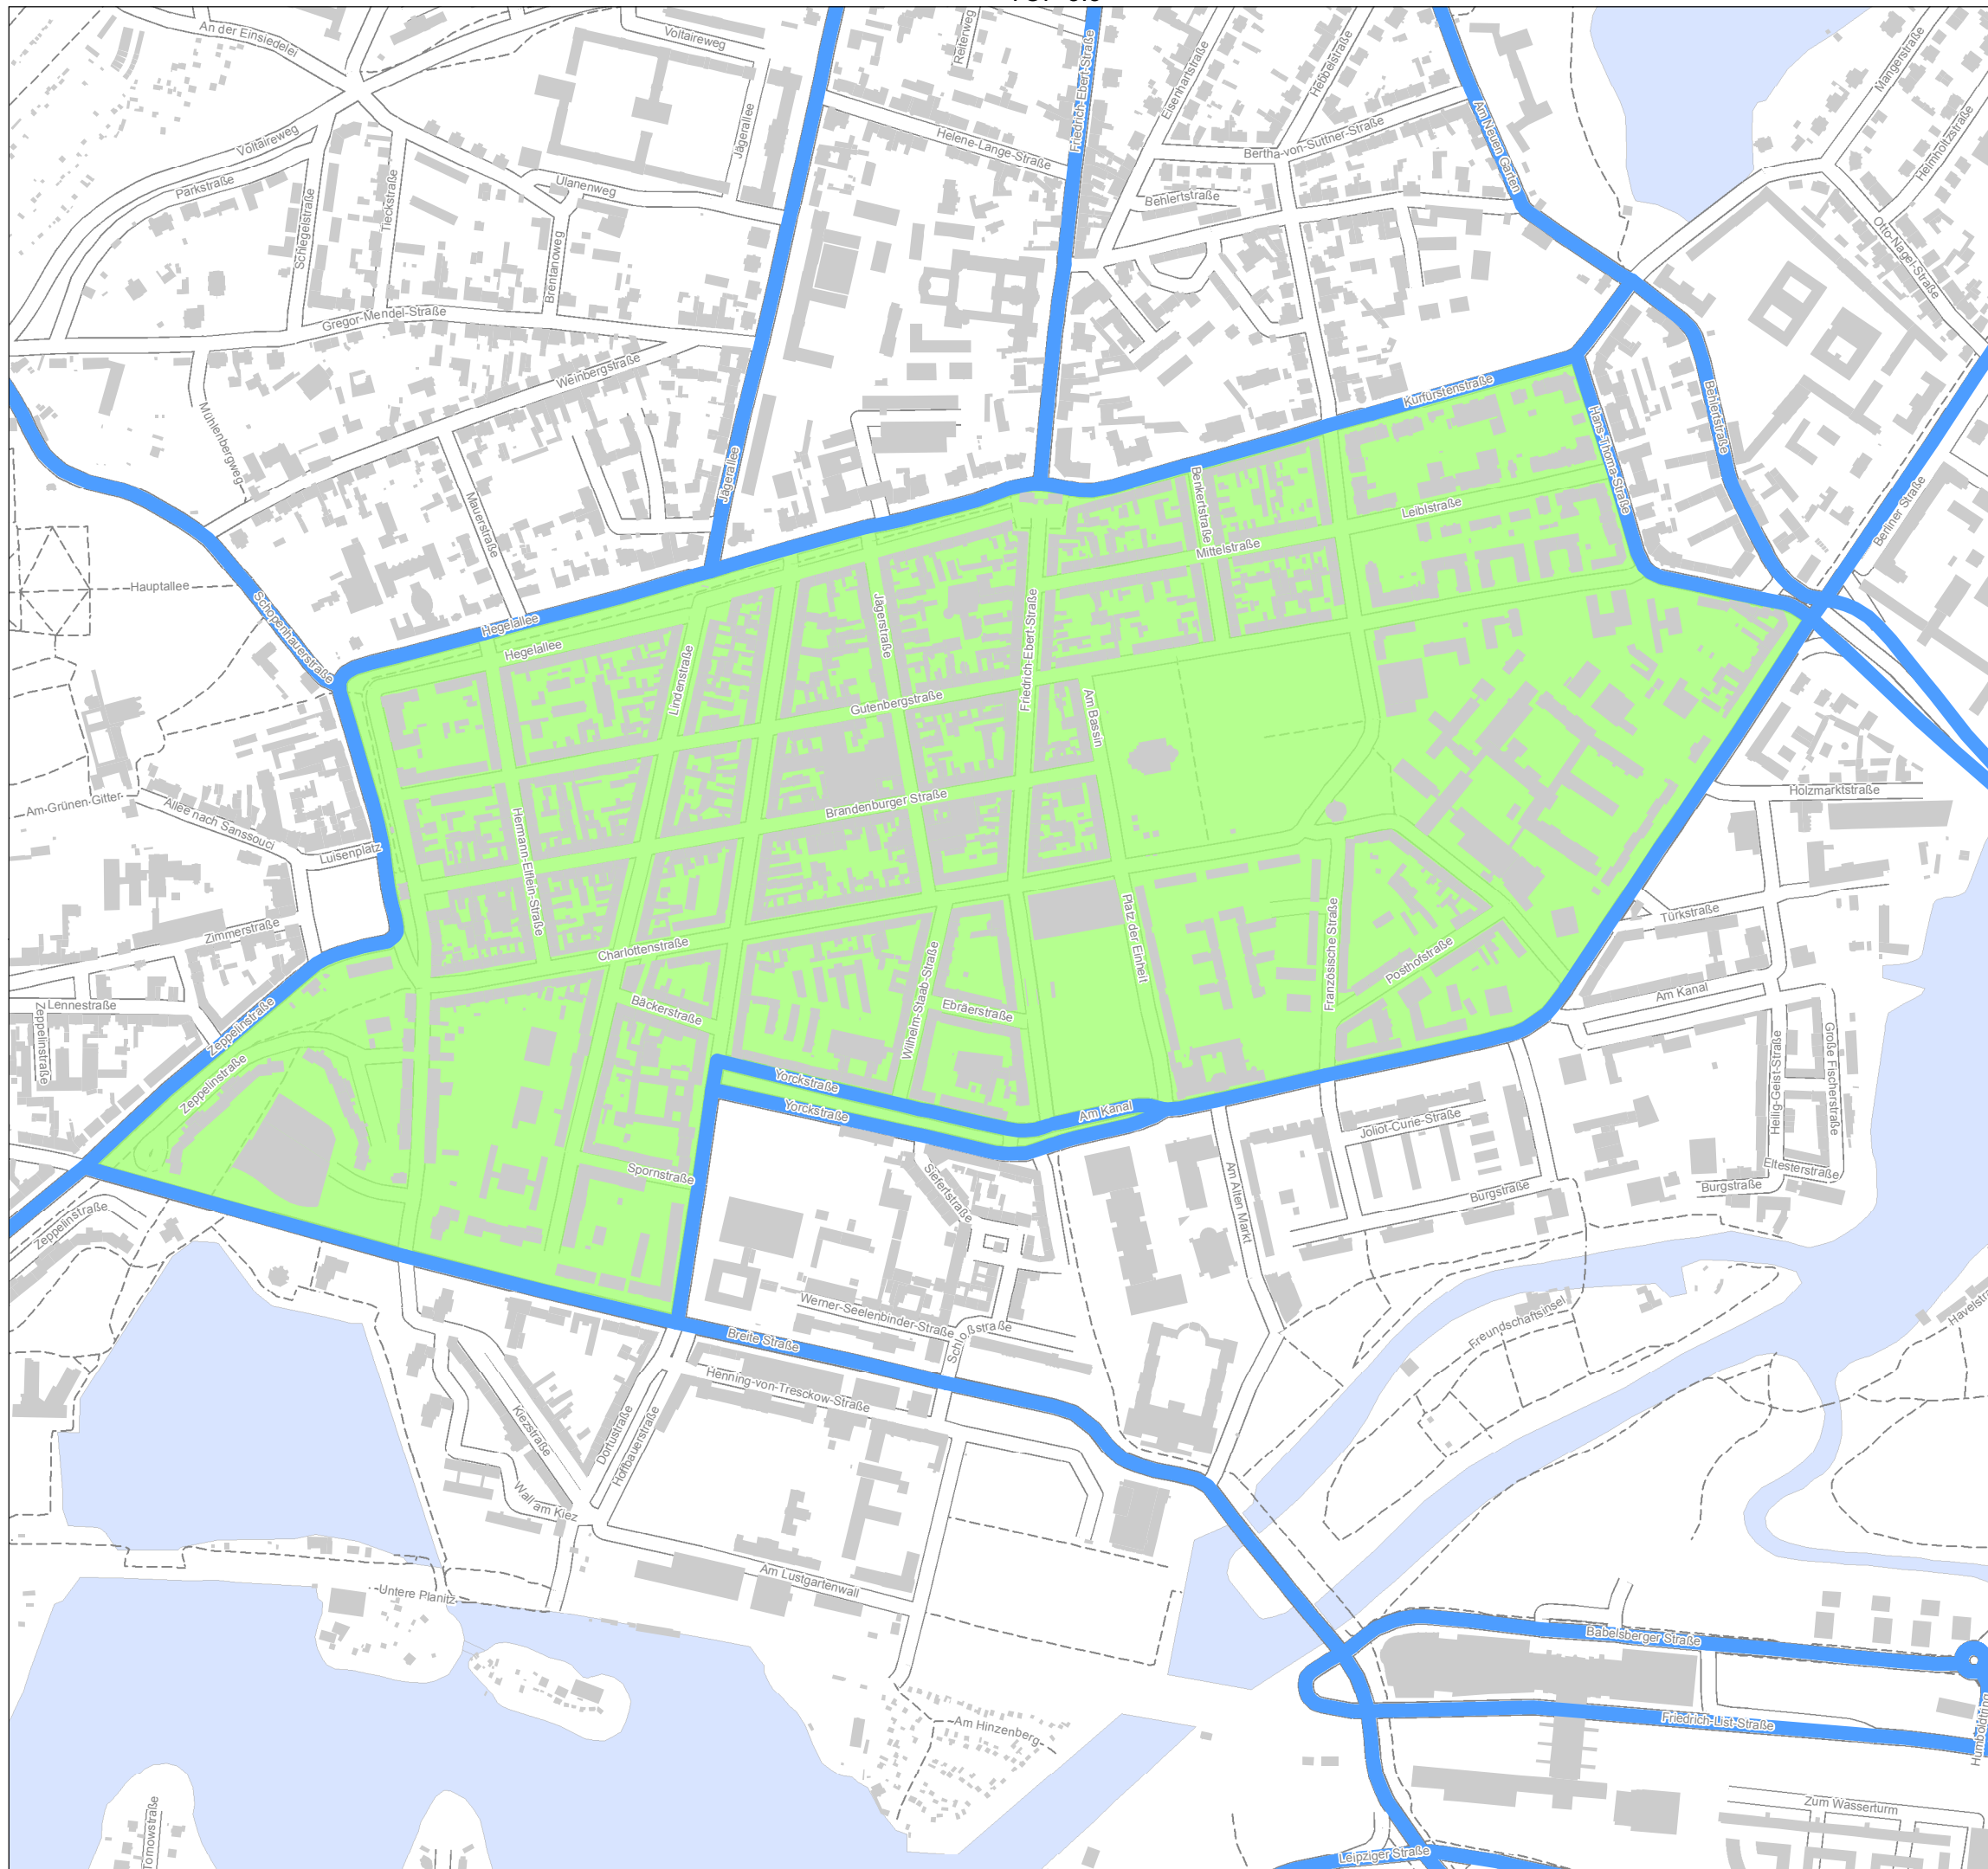 An der Einsiedelei
Voltaireweg
Reiterweg
Friedrich-Ebert-Straße
Eisenhartstraße
Hebbelstraße
Mangerstraße
Helmholtzstraße
Voltaireweg
Jägerallee
Helene-Lange-Straße
Bertha-von-Suttner-Straße
Am Neuen Garten
Parkstraße
Schlegelstraße
Tieckstraße
Ulanenweg
Behlertstraße
Otto-Nagel-Straße
Brentanoweg
Gregor-Mendel-Straße
Weinbergstraße
Kurfürstenstraße
Behlertstraße
Mühlenbergweg
Mauerstraße
Jägerallee
Benkertstraße
Hans-Thoma-Straße
Leiblstraße
Berliner Straße
Mittelstraße
Hauptallee
Schopenhauerstraße
Hegelallee
Hegelallee
Lindenstraße
Jägerstraße
Friedrich-Ebert-Straße
Gutenbergstraße
Am Bassin
Am Grünen Gitter
Allee nach Sanssouci
Luisenplatz
Hermann-Elflein-Straße
Brandenburger Straße
Holzmarktstraße
Zimmerstraße
Charlottenstraße
Wilhelm-Staab-Straße
Platz der Einheit
Französische Straße
Posthofstraße
Türkstraße
Lennestraße
Zeppelinstraße
Zeppelinstraße
Zeppelinstraße
Bäckerstraße
Ebräerstraße
Am Kanal
Heilig-Geist-Straße
Große Fischerstraße
Yorckstraße
Yorckstraße
Am Kanal
Joliot-Curie-Straße
Spornstraße
Siefertstraße
Am Alten Markt
Burgstraße
Burgstraße
Eltesterstraße
Zeppelinstraße
Werner-Seelenbinder-Straße
Schloßstraße
Breite Straße
Freundschaftsinsel
Henning-von-Tresckow-Straße
Kiezstraße
Dortustraße
Hoffbauerstraße
Wall am Kiez
Am Lustgartenwall
Untere Planitz
Babelsberger Straße
Am Hinzenberg
Friedrich-List-Straße
Humboldtring
Zum Wasserturm
Tornowstraße
Leipziger Straße